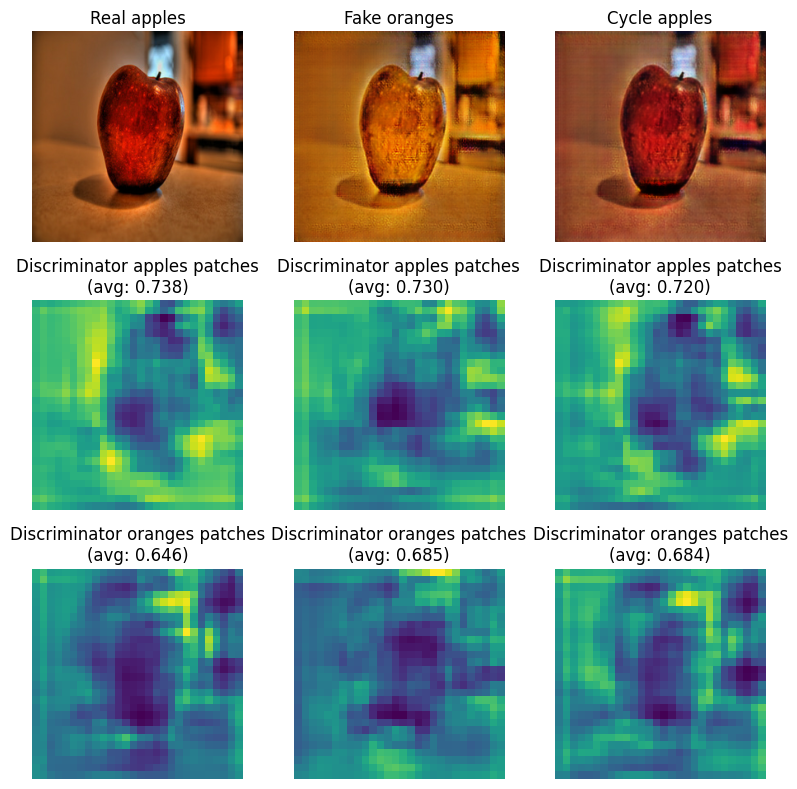 Real apples
Fake oranges
Cycle apples
Discriminator apples patches
(avg: 0.738)
Discriminator apples patches
(avg: 0.730)
Discriminator apples patches
(avg: 0.720)
Discriminator oranges patches
(avg: 0.646)
Discriminator oranges patches
(avg: 0.685)
Discriminator oranges patches
(avg: 0.684)